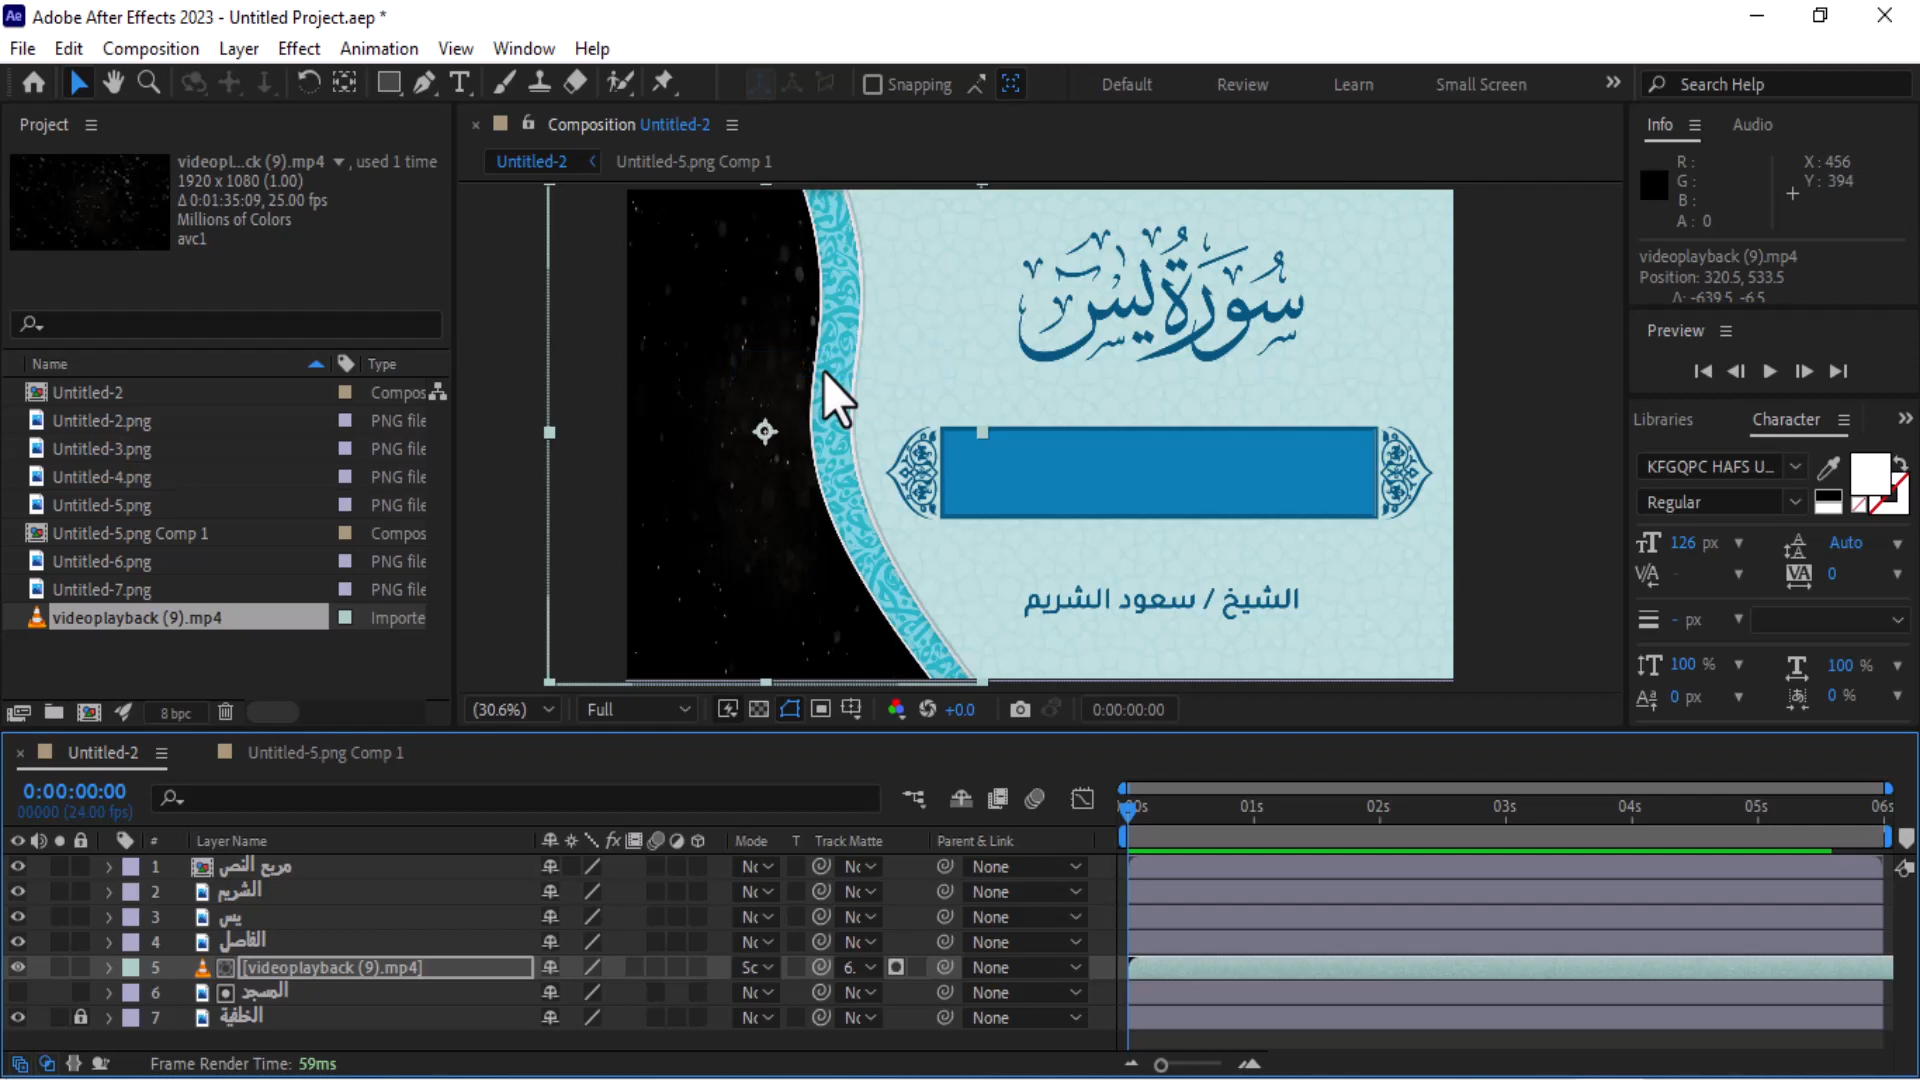 Adobe After Effects 2023 - Untitled Project.aep *
File Edit Composition Layer Effect Animation View Window Help
Snapping Default Review Learn Small Screen Search Help
Project
videopl...ck (9).mp4 , used 1 time
1920 x 1080 (1.00)
Δ 0:01:35:09, 25.00 fps
Millions of Colors
avc1
Name Type
Untitled-2 Compos
Untitled-2.png PNG file
Untitled-3.png PNG file
Untitled-4.png PNG file
Untitled-5.png PNG file
Untitled-5.png Comp 1 Compos
Untitled-6.png PNG file
Untitled-7.png PNG file
videoplayback (9).mp4 Importe
8 bpc
Composition Untitled-2
Untitled-2 Untitled-5.png Comp 1
سورة يس
الشيخ / سعود الشريم
(30.6%) Full +0.0 0:00:00:00
Info Audio
R : X : 456
G : Y : 394
B :
A : 0
videoplayback (9).mp4
Position: 320.5, 533.5
Δ: -639.5, -6.5
Preview
Libraries Character
KFGQPC HAFS U...
Regular
126 px Auto
- 0
- px
100 % 100 %
0 px 0 %
Untitled-2 Untitled-5.png Comp 1
0:00:00:00
00000 (24.00 fps)
:00s 01s 02s 03s 04s 05s 06s
# Layer Name fx Mode T Track Matte Parent & Link
1 مربع النص Nc Nc None
2 الشريم Nc Nc None
3 يس Nc Nc None
4 الفاصل Nc Nc None
5 [videoplayback (9).mp4] Sc 6. None
6 المسجد Nc Nc None
7 الخلفية Nc Nc None
Frame Render Time: 59ms